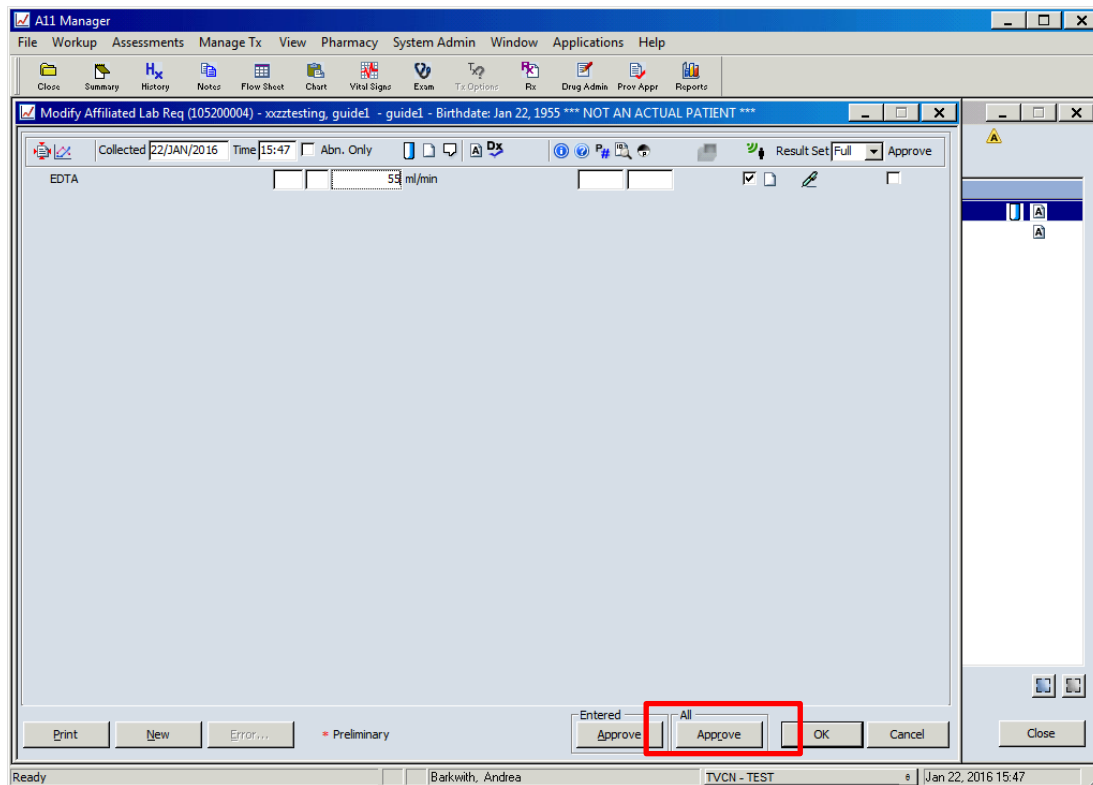 A11 Manager
File Workup Assessments Manage Tx View Pharmacy System Admin Window Applications Help
Close Summary History Notes Flow Sheet Chart Vital Signs Exam Tx Options Rx Drug Admin Prov Appr Reports
Modify Affiliated Lab Req (105200004) - xxzztesting, guide1 - guide1 - Birthdate: Jan 22, 1955 *** NOT AN ACTUAL PATIENT ***
Collected 22/JAN/2016 Time 15:47 Abn. Only Result Set Full Approve
EDTA 55 ml/min
Entered All
Print New Error... * Preliminary Approve Approve OK Cancel Close
Ready Barkwith, Andrea TVCN - TEST Jan 22, 2016 15:47